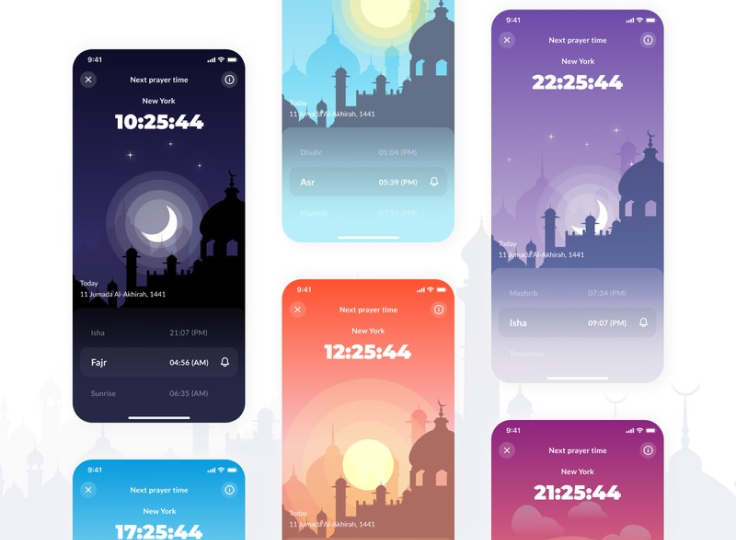 9:41
Next prayer time
New York
10:25:44
Today
11 Jumada Al-Akhirah, 1441
Isha 21:07 (PM)
Fajr 04:56 (AM)
Sunrise 06:35 (AM)
9:41
Next prayer time
New York
17:25:44
Today
11 Jumada Al-Akhirah, 1441
Dhuhr 01:04 (PM)
Asr 05:39 (PM)
Maghrib 07:34 (PM)
9:41
Next prayer time
New York
12:25:44
Today
11 Jumada Al-Akhirah, 1441
9:41
Next prayer time
New York
22:25:44
Today
11 Jumada Al-Akhirah, 1441
Maghrib 07:34 (PM)
Isha 09:07 (PM)
9:41
Next prayer time
New York
21:25:44